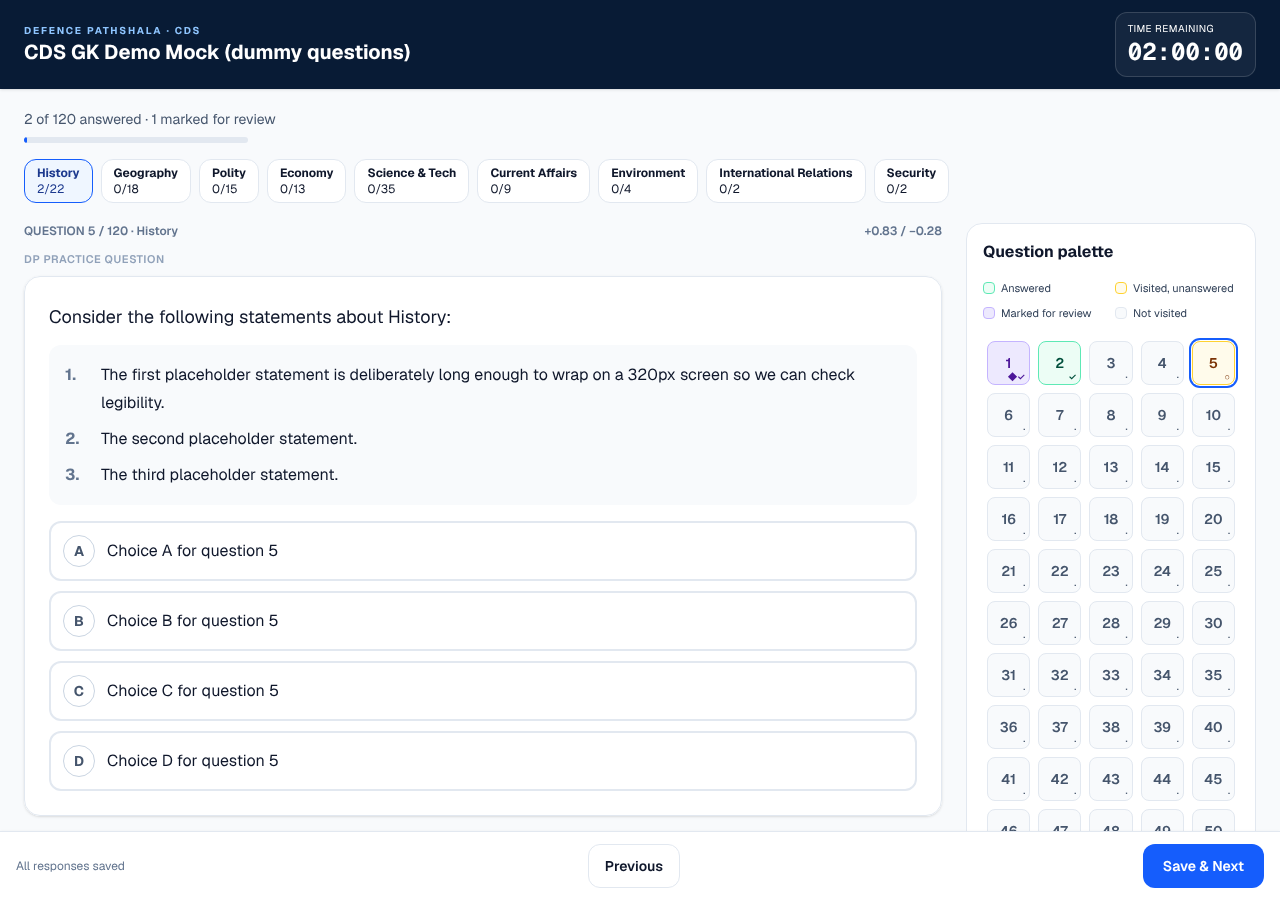 DEFENCE PATHSHALA · CDS
CDS GK Demo Mock (dummy questions)
TIME REMAINING
02:00:00
2 of 120 answered · 1 marked for review
History
2/22
Geography
0/18
Polity
0/15
Economy
0/13
Science & Tech
0/35
Current Affairs
0/9
Environment
0/4
International Relations
0/2
Security
0/2
QUESTION 5 / 120 · History
+0.83 / −0.28
DP PRACTICE QUESTION
Consider the following statements about History:
1. The first placeholder statement is deliberately long enough to wrap on a 320px screen so we can check
legibility.
2. The second placeholder statement.
3. The third placeholder statement.
A Choice A for question 5
B Choice B for question 5
C Choice C for question 5
D Choice D for question 5
Question palette
Answered
Visited, unanswered
Marked for review
Not visited
1 2 3 4 5
6 7 8 9 10
11 12 13 14 15
16 17 18 19 20
21 22 23 24 25
26 27 28 29 30
31 32 33 34 35
36 37 38 39 40
41 42 43 44 45
46 47 48 49 50
All responses saved
Previous
Save & Next